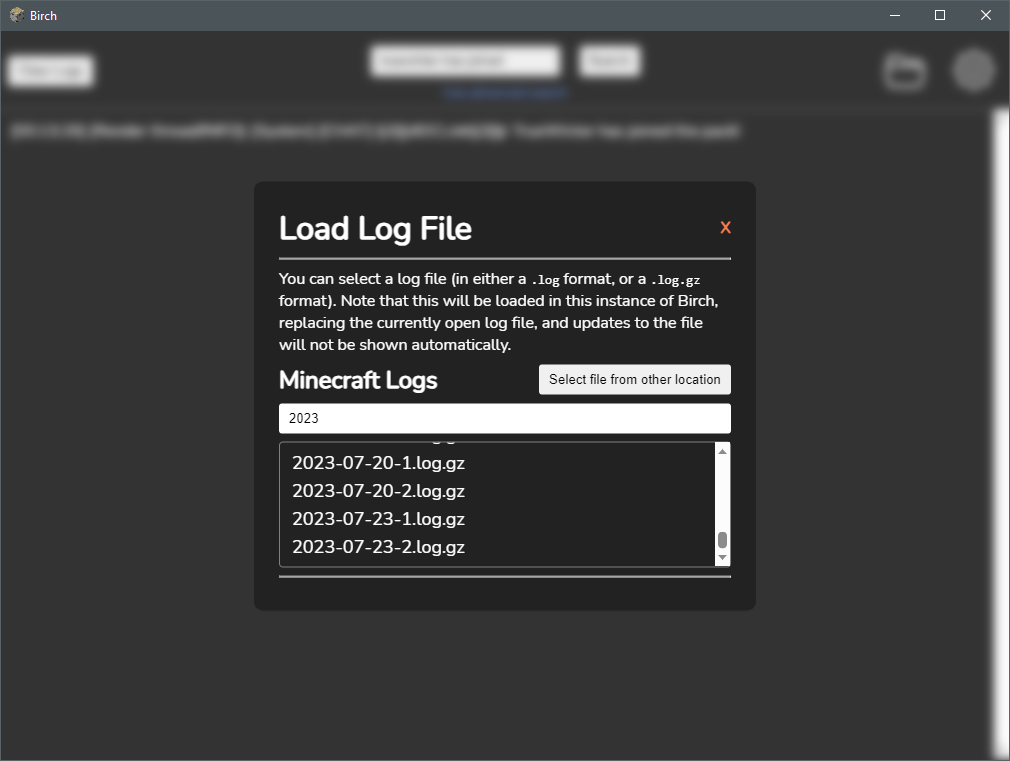 Birch
Load Log File
X
You can select a log file (in either a .log format, or a .log.gz
format). Note that this will be loaded in this instance of Birch,
replacing the currently open log file, and updates to the file
will not be shown automatically.
Minecraft Logs
Select file from other location
2023
2023-07-20-1.log.gz
2023-07-20-2.log.gz
2023-07-23-1.log.gz
2023-07-23-2.log.gz